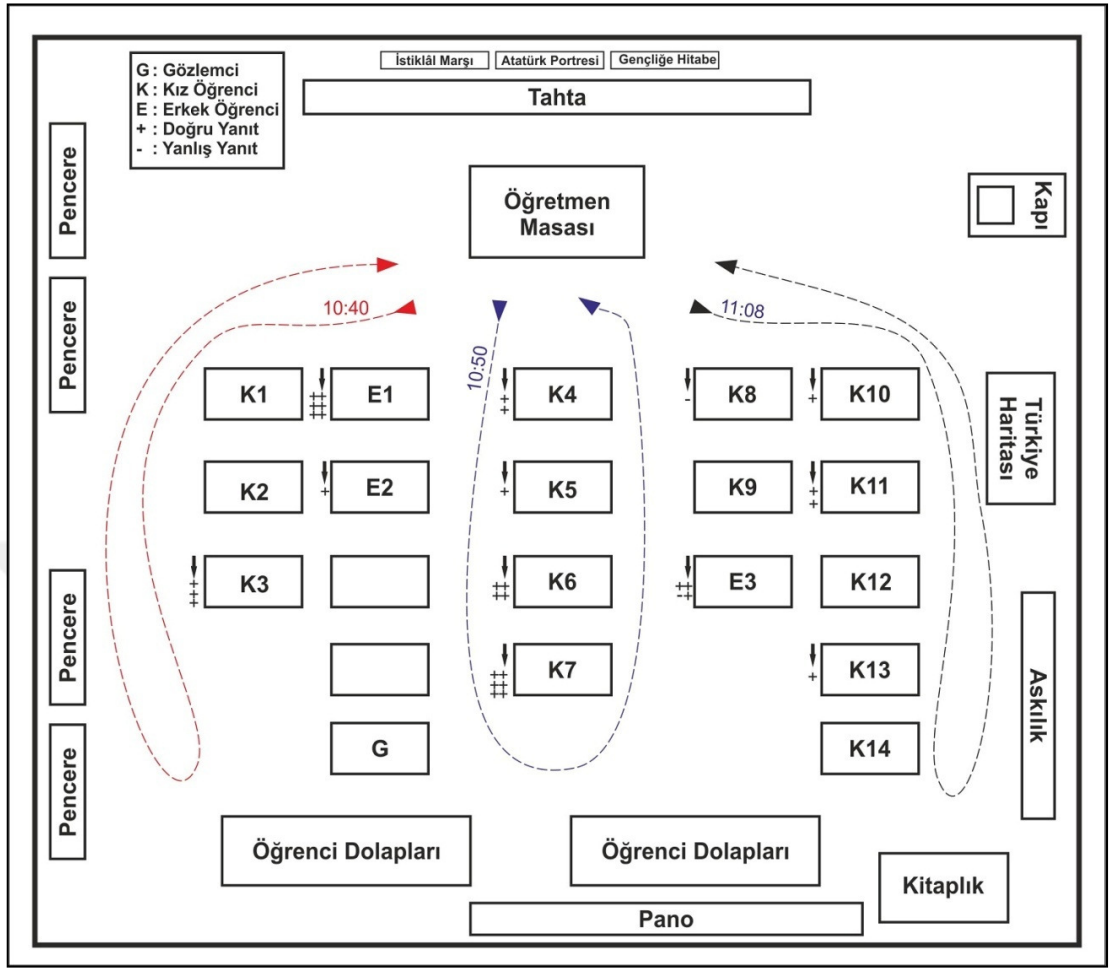 İstiklâl Marşı
Atatürk Portresi
Gençliğe Hitabe
G : Gözlemci
K : Kız Öğrenci
E : Erkek Öğrenci
+ : Doğru Yanıt
- : Yanlış Yanıt
Tahta
Pencere
Öğretmen
Masası
Kapı
Pencere
10:40
10:50
11:08
K1
E1
K4
K8
K10
Türkiye
Haritası
K2
E2
K5
K9
K11
Pencere
K3
K6
E3
K12
K7
K13
Askılık
Pencere
G
K14
Öğrenci Dolapları
Öğrenci Dolapları
Kitaplık
Pano